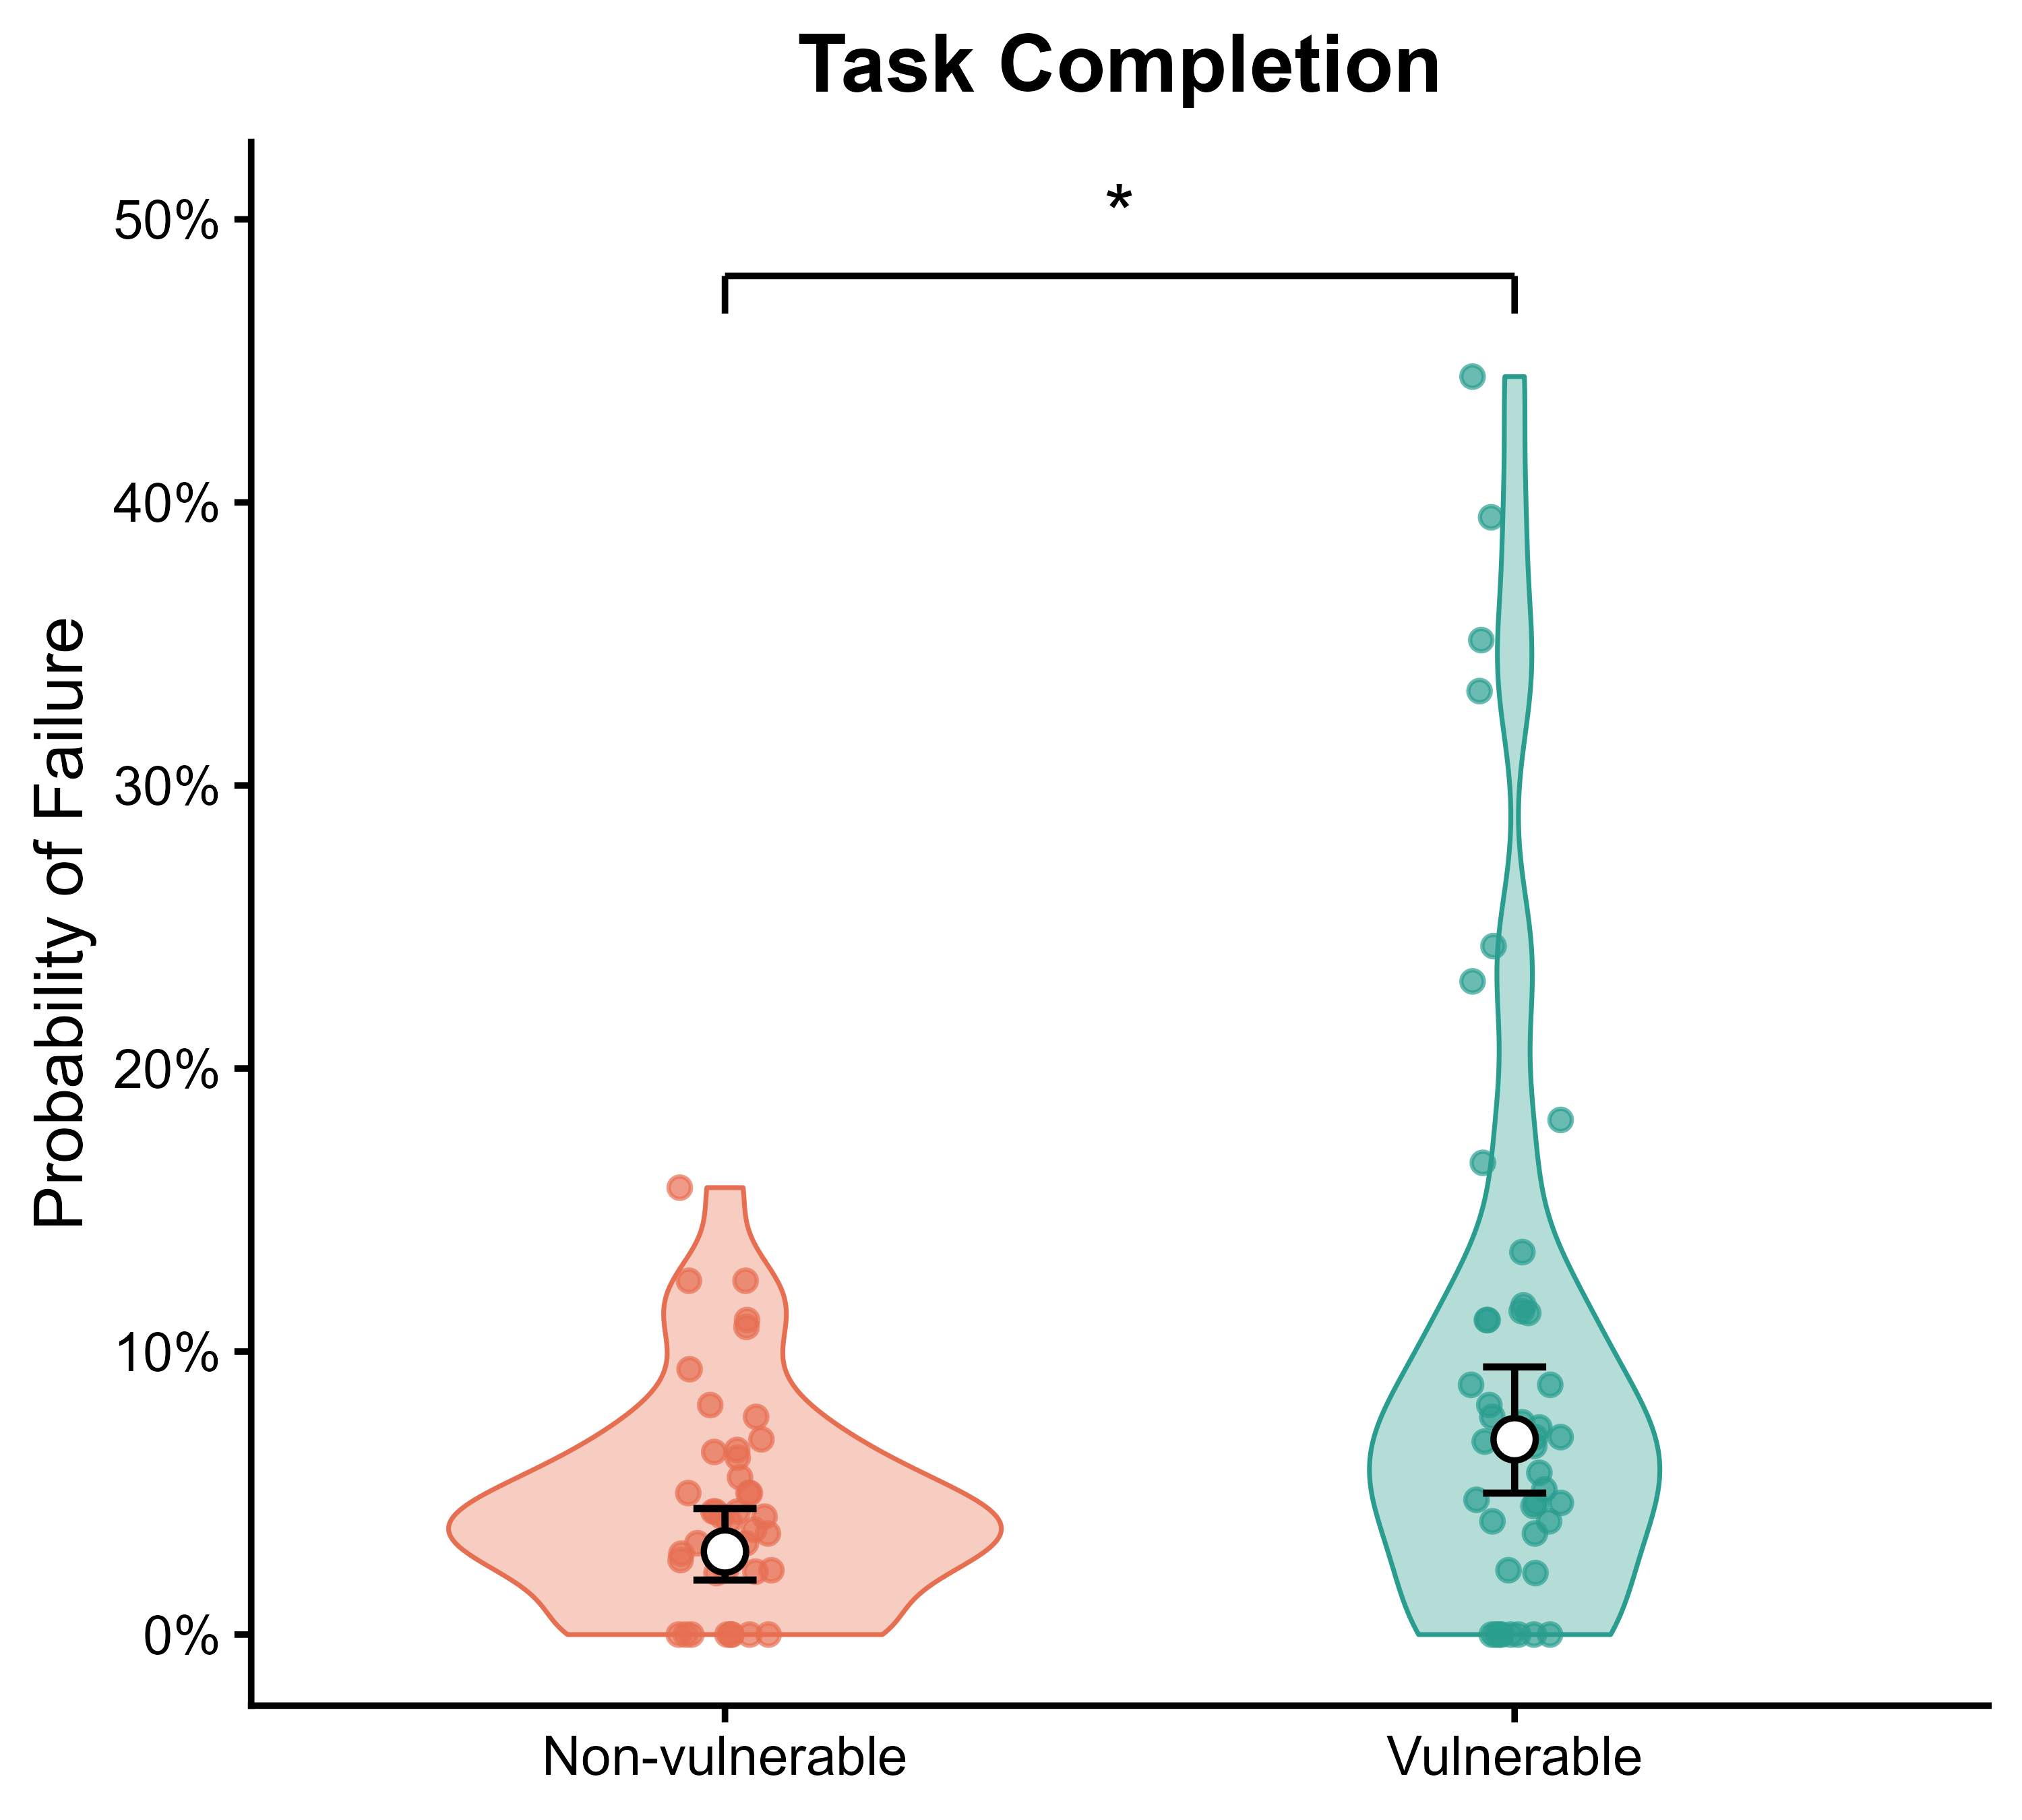 Task Completion
*
50%
40%
30%
20%
10%
0%
Probability of Failure
Non-vulnerable
Vulnerable